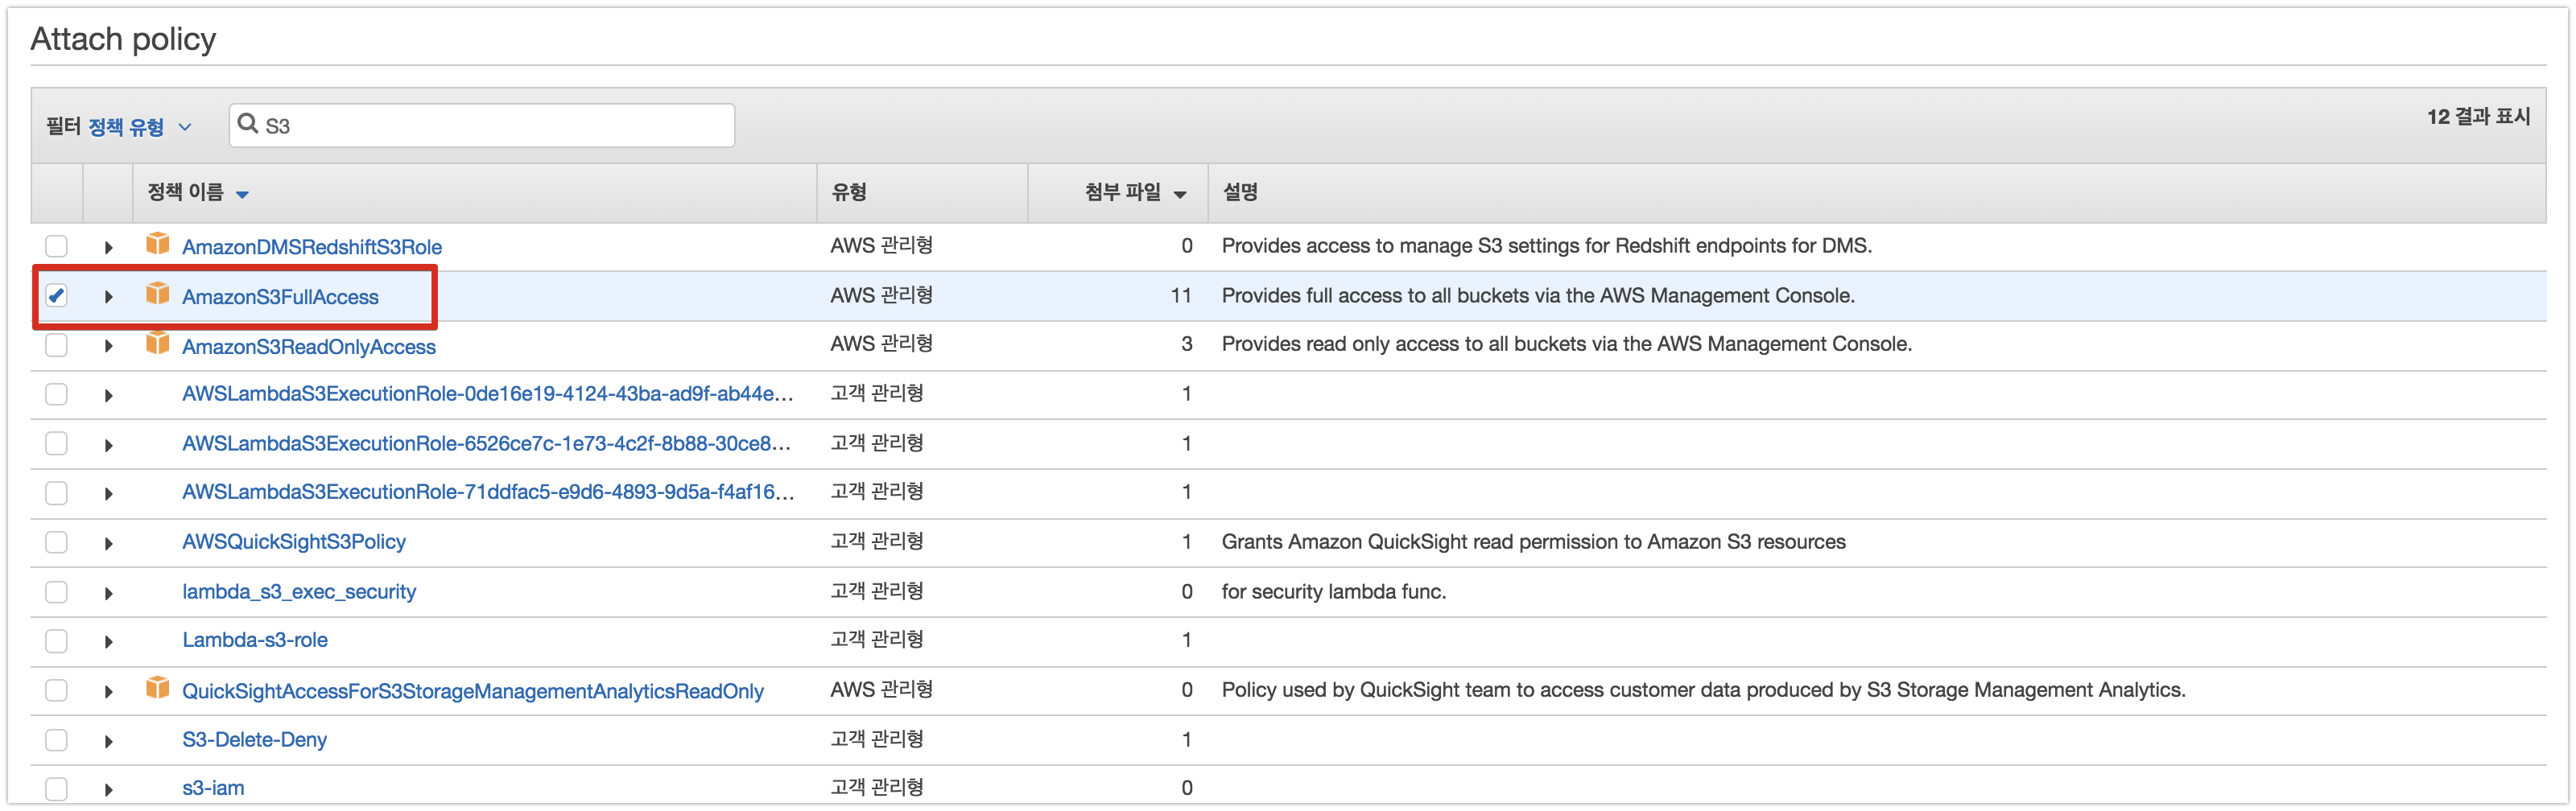 Attach policy
필터 정책 유형 S3 12 결과 표시
정책 이름 유형 첨부 파일 설명
AmazonDMSRedshiftS3Role AWS 관리형 0 Provides access to manage S3 settings for Redshift endpoints for DMS.
AmazonS3FullAccess AWS 관리형 11 Provides full access to all buckets via the AWS Management Console.
AmazonS3ReadOnlyAccess AWS 관리형 3 Provides read only access to all buckets via the AWS Management Console.
AWSLambdaS3ExecutionRole-0de16e19-4124-43ba-ad9f-ab44e... 고객 관리형 1
AWSLambdaS3ExecutionRole-6526ce7c-1e73-4c2f-8b88-30ce8... 고객 관리형 1
AWSLambdaS3ExecutionRole-71ddfac5-e9d6-4893-9d5a-f4af16... 고객 관리형 1
AWSQuickSightS3Policy 고객 관리형 1 Grants Amazon QuickSight read permission to Amazon S3 resources
lambda_s3_exec_security 고객 관리형 0 for security lambda func.
Lambda-s3-role 고객 관리형 1
QuickSightAccessForS3StorageManagementAnalyticsReadOnly AWS 관리형 0 Policy used by QuickSight team to access customer data produced by S3 Storage Management Analytics.
S3-Delete-Deny 고객 관리형 1
s3-iam 고객 관리형 0